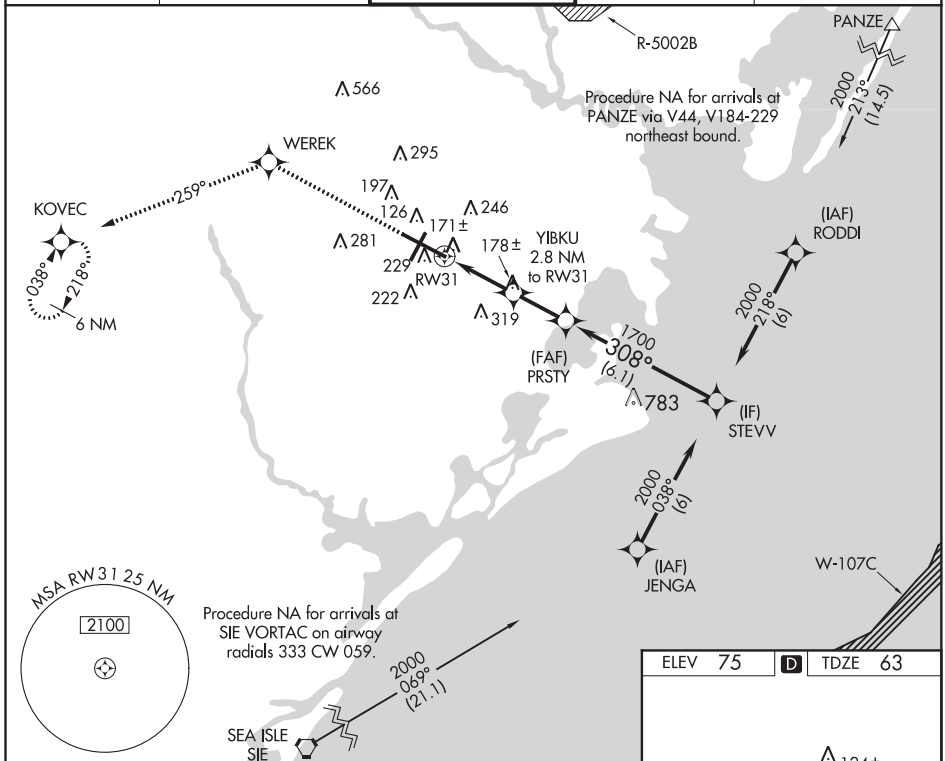 R-5002B
PANZE
2000
213°
(14.5)
Procedure NA for arrivals at
PANZE via V44, V184-229
northeast bound.
566
WEREK
295
259°
197
KOVEC
126
246
171±
281
(IAF)
RODDI
178±
YIBKU
2.8 NM
to RW31
229
RW31
038°
218°
222
2000
218°
(6)
6 NM
319
1700
308°
(6.1)
(FAF)
PRSTY
783
(IF)
STEVV
2000
038°
(6)
(IAF)
JENGA
W-107C
MSA RW31 25 NM
2100
Procedure NA for arrivals at
SIE VORTAC on airway
radials 333 CW 059.
2000
069°
(21.1)
SEA ISLE
SIE
ELEV 75 D TDZE 63
124±